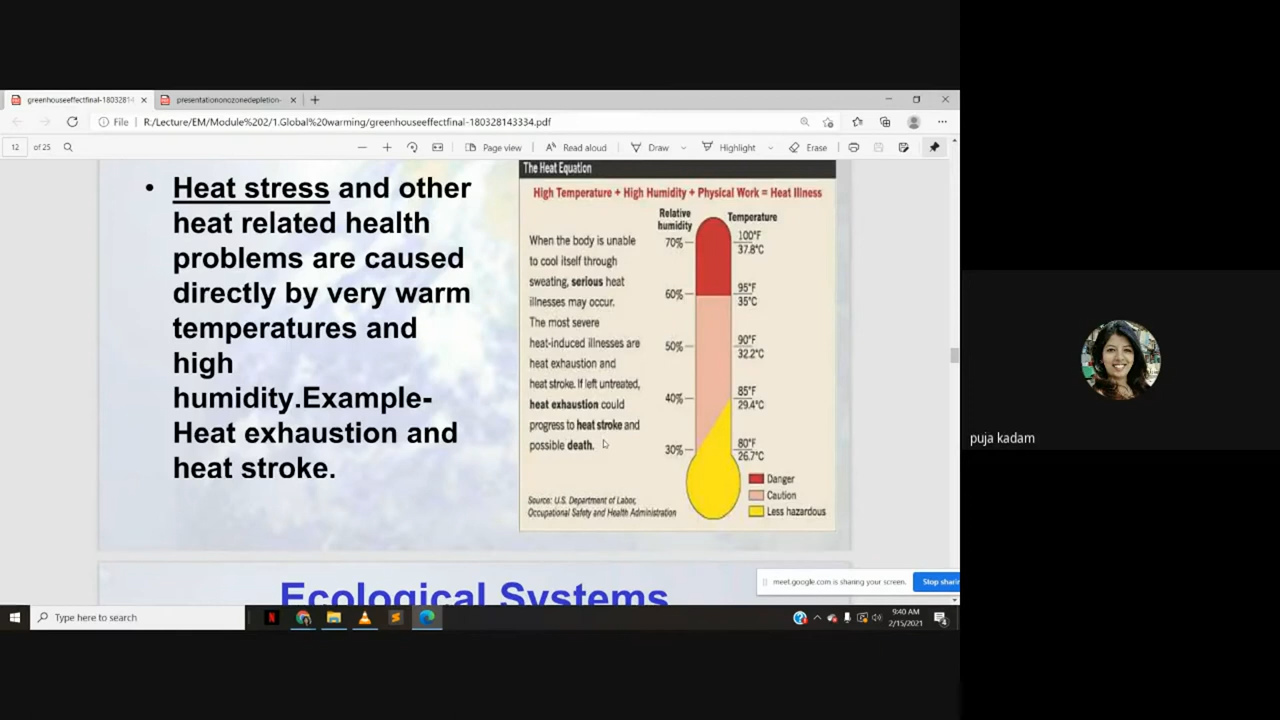 greenhouseeffectfinal-18032814
presentationonozonedepletion-
File
R:/Lecture/EM/Module%202/1.Global%20warming/greenhouseeffectfinal-180328143334.pdf
12 of 25
Page view
Read aloud
Draw
Highlight
Erase
• Heat stress and other
heat related health
problems are caused
directly by very warm
temperatures and
high
humidity.Example-
Heat exhaustion and
heat stroke.
The Heat Equation
High Temperature + High Humidity + Physical Work = Heat Illness
When the body is unable
to cool itself through
sweating, serious heat
illnesses may occur.
The most severe
heat-induced illnesses are
heat exhaustion and
heat stroke. If left untreated,
heat exhaustion could
progress to heat stroke and
possible death.
Source: U.S. Department of Labor,
Occupational Safety and Health Administration
Relative
humidity
Temperature
70%
100°F
37.8°C
60%
95°F
35°C
50%
90°F
32.2°C
40%
85°F
29.4°C
30%
80°F
26.7°C
Danger
Caution
Less hazardous
Ecological Systems
meet.google.com is sharing your screen.
Stop sharin
Type here to search
9:40 AM
2/15/2021
puja kadam